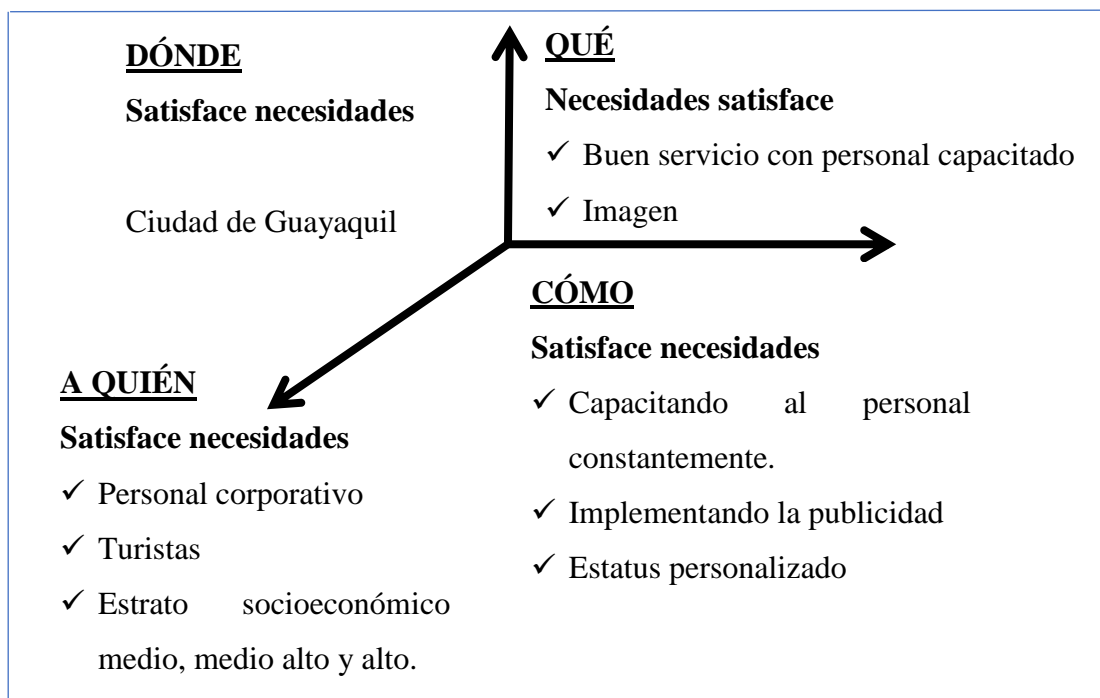 DÓNDE
Satisface necesidades
Ciudad de Guayaquil
QUÉ
Necesidades satisface
✓ Buen servicio con personal capacitado
✓ Imagen
A QUIÉN
Satisface necesidades
✓ Personal corporativo
✓ Turistas
✓ Estrato socioeconómico
medio, medio alto y alto.
CÓMO
Satisface necesidades
✓ Capacitando al personal
constantemente.
✓ Implementando la publicidad
✓ Estatus personalizado